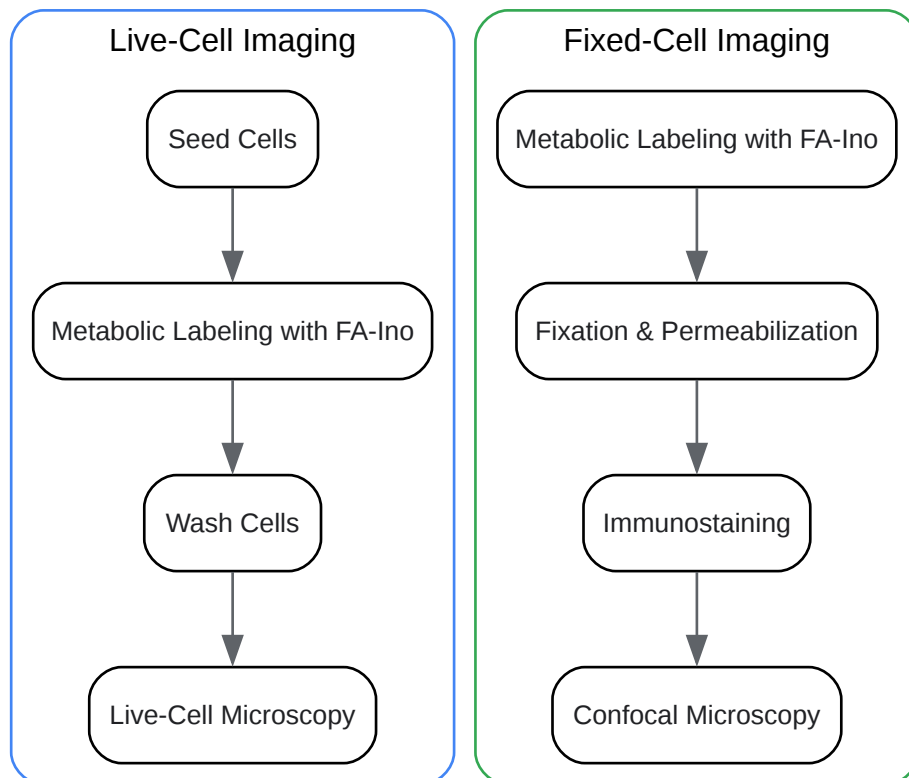 Live-Cell Imaging
Seed Cells
Metabolic Labeling with FA-Ino
Wash Cells
Live-Cell Microscopy
Fixed-Cell Imaging
Metabolic Labeling with FA-Ino
Fixation & Permeabilization
Immunostaining
Confocal Microscopy